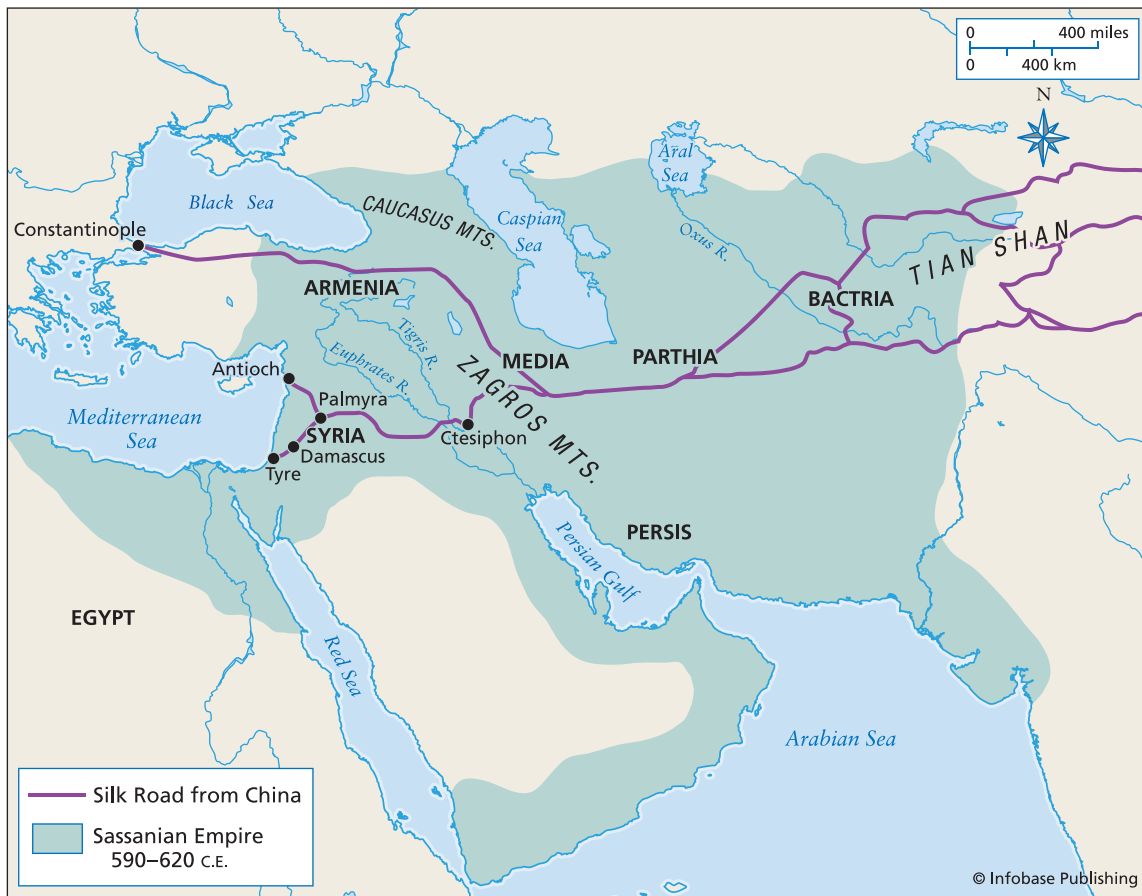 0 400 miles
0 400 km
N
Aral
Sea
Black Sea
CAUCASUS MTS.
Caspian
Sea
Constantinople
Oxus R.
TIAN SHAN
ARMENIA
BACTRIA
Tigris R.
MEDIA
PARTHIA
Euphrates R.
Antioch
ZAGROS MTS.
Palmyra
Mediterranean
Sea
SYRIA
Ctesiphon
Damascus
Tyre
PERSIS
Persian Gulf
EGYPT
Red Sea
Arabian Sea
Silk Road from China
Sassanian Empire
590–620 C.E.
© Infobase Publishing